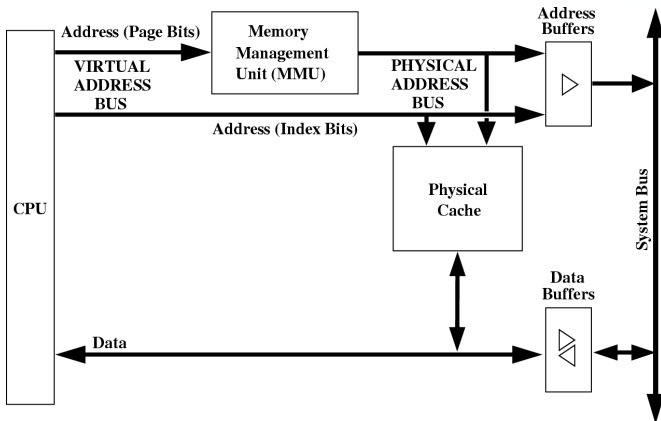 Address (Page Bits)
VIRTUAL
ADDRESS
BUS
Memory
Management
Unit (MMU)
PHYSICAL
ADDRESS
BUS
Address
Buffers
Address (Index Bits)
CPU
Physical
Cache
System Bus
Data
Buffers
Data